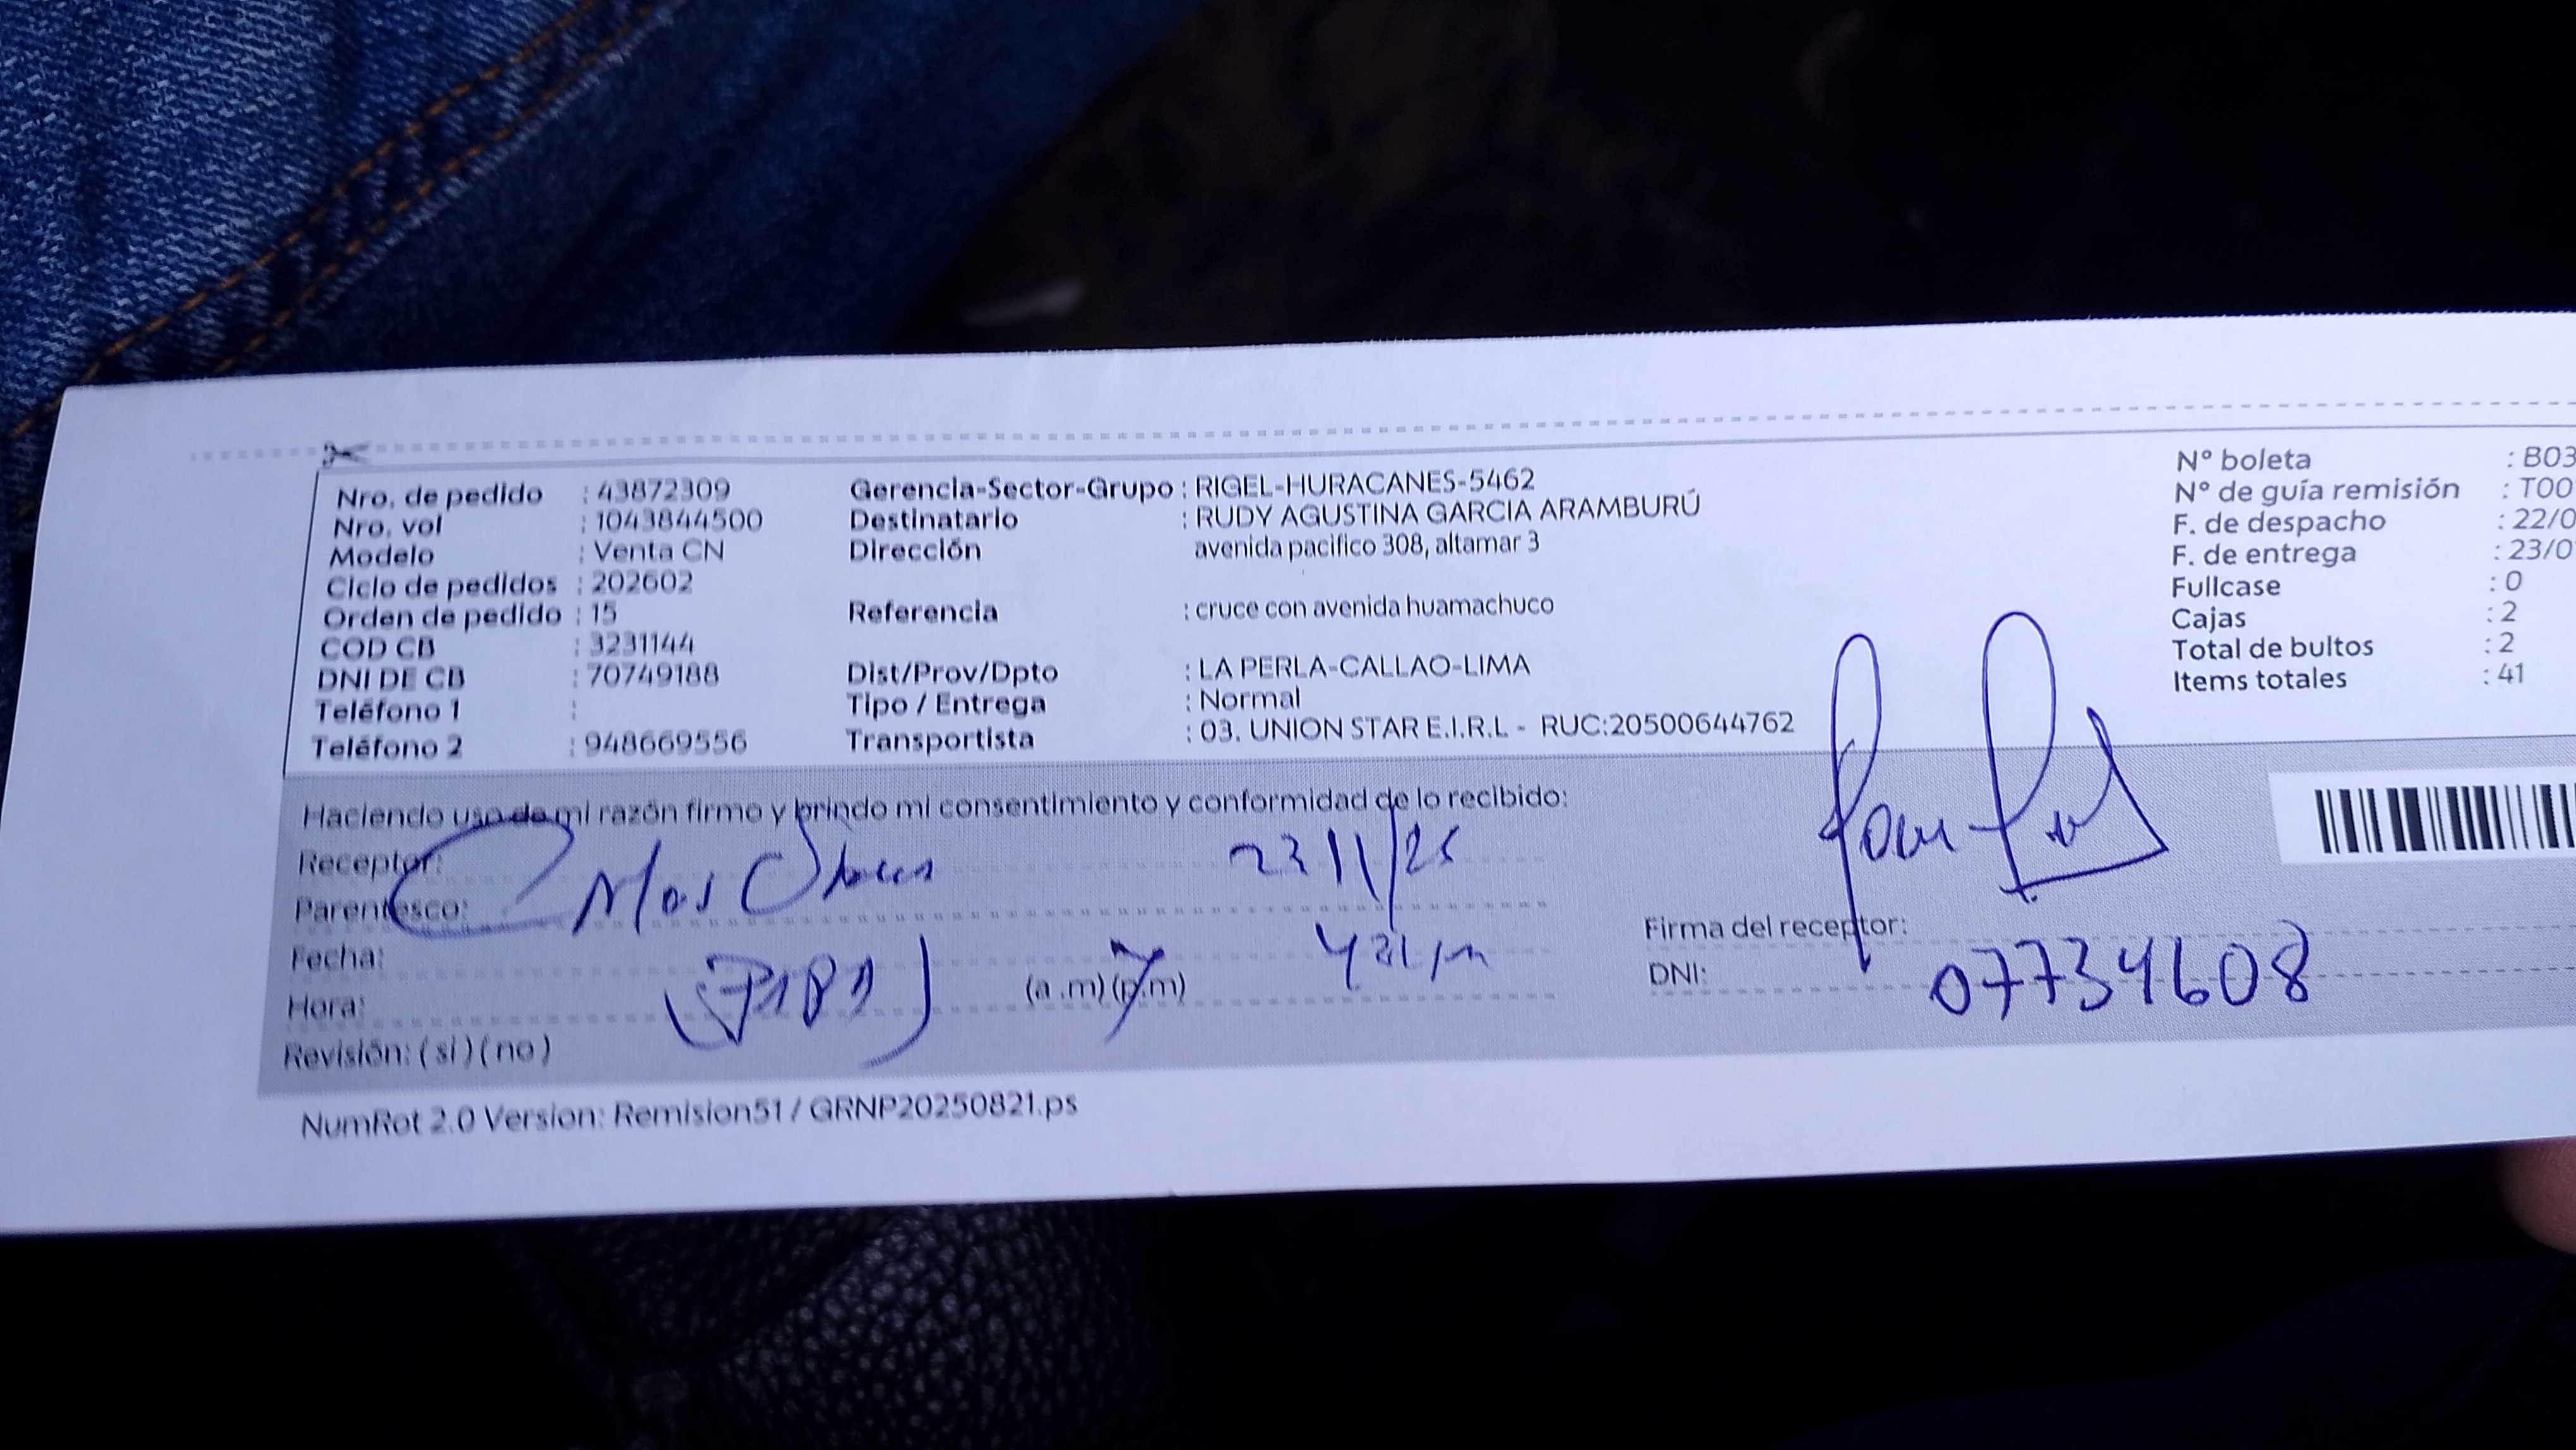 Nro. de pedido : 43872309
Nro. vol : 1043844500
Modelo : Venta CN
Ciclo de pedidos : 202602
Orden de pedido : 15
COD CB : 3231144
DNI DE CB : 70749188
Teléfono 1 :
Teléfono 2 : 948669556
Gerencia-Sector-Grupo : RIGEL-HURACANES-5462
Destinatario : RUDY AGUSTINA GARCIA ARAMBURÚ
Dirección avenida pacifico 308, altamar 3
Referencia : cruce con avenida huamachuco
Dist/Prov/Dpto : LA PERLA-CALLAO-LIMA
Tipo / Entrega : Normal
Transportista : 03. UNION STAR E.I.R.L - RUC:20500644762
Nº boleta : B03
Nº de guía remisión : T00
F. de despacho : 22/0
F. de entrega : 23/0
Fullcase : 0
Cajas : 2
Total de bultos : 2
Items totales : 41
Haciendo uso de mi razón firmo y brindo mi consentimiento y conformidad de lo recibido:
Receptor:
Parentesco:
Fecha:
Hora: (a .m) (p.m)
Revisión: ( si ) ( no )
Firma del receptor:
DNI: 07734608
NumRot 2.0 Version: Remision51 / GRNP20250821.ps